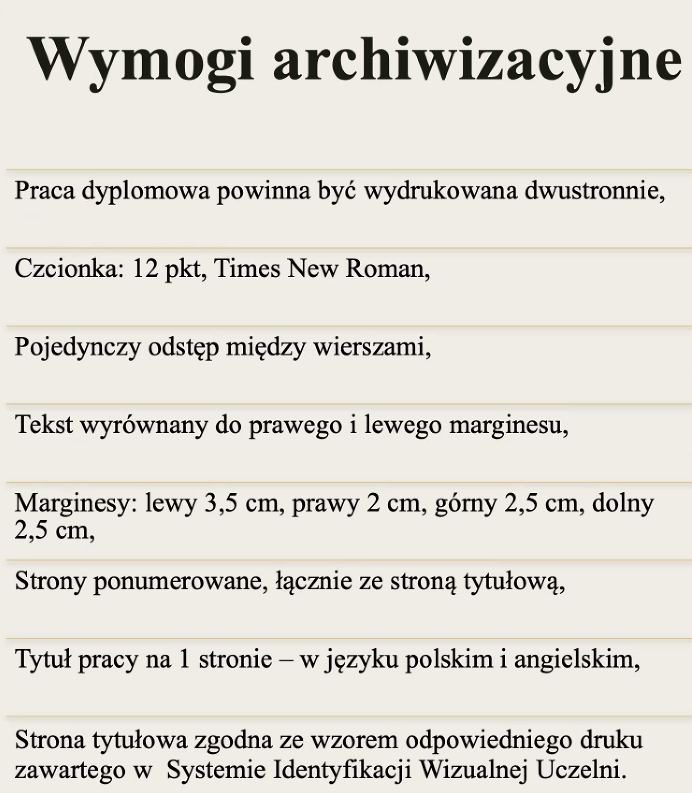 Wymogi archiwizacyjne
Praca dyplomowa powinna być wydrukowana dwustronnie,
Czcionka: 12 pkt, Times New Roman,
Pojedynczy odstęp między wierszami,
Tekst wyrównany do prawego i lewego marginesu,
Marginesy: lewy 3,5 cm, prawy 2 cm, górny 2,5 cm, dolny
2,5 cm,
Strony ponumerowane, łącznie ze stroną tytułową,
Tytuł pracy na 1 stronie – w języku polskim i angielskim,
Strona tytułowa zgodna ze wzorem odpowiedniego druku
zawartego w  Systemie Identyfikacji Wizualnej Uczelni.